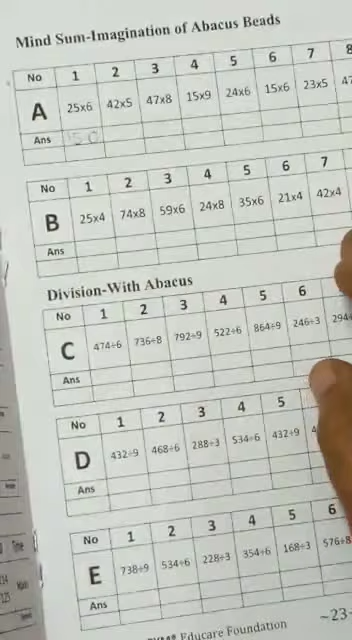 Mind Sum-Imagination of Abacus Beads
No 1 2 3 4 5 6 7 8
A 25x6 42x5 47x8 15x9 24x6 15x6 23x5 47
Ans 150
No 1 2 3 4 5 6 7
B 25x4 74x8 59x6 24x8 35x6 21x4 42x4
Ans
Division-With Abacus
No 1 2 3 4 5 6
C 474÷6 736÷8 792÷9 522÷6 864÷9 246÷3 294÷
Ans
No 1 2 3 4 5
D 432÷9 468÷6 288÷3 534÷6 432÷9 4
Ans
No 1 2 3 4 5 6
E 738÷9 534÷6 228÷3 354÷6 168÷3 576÷8
Ans
Educare Foundation
~23~
Time